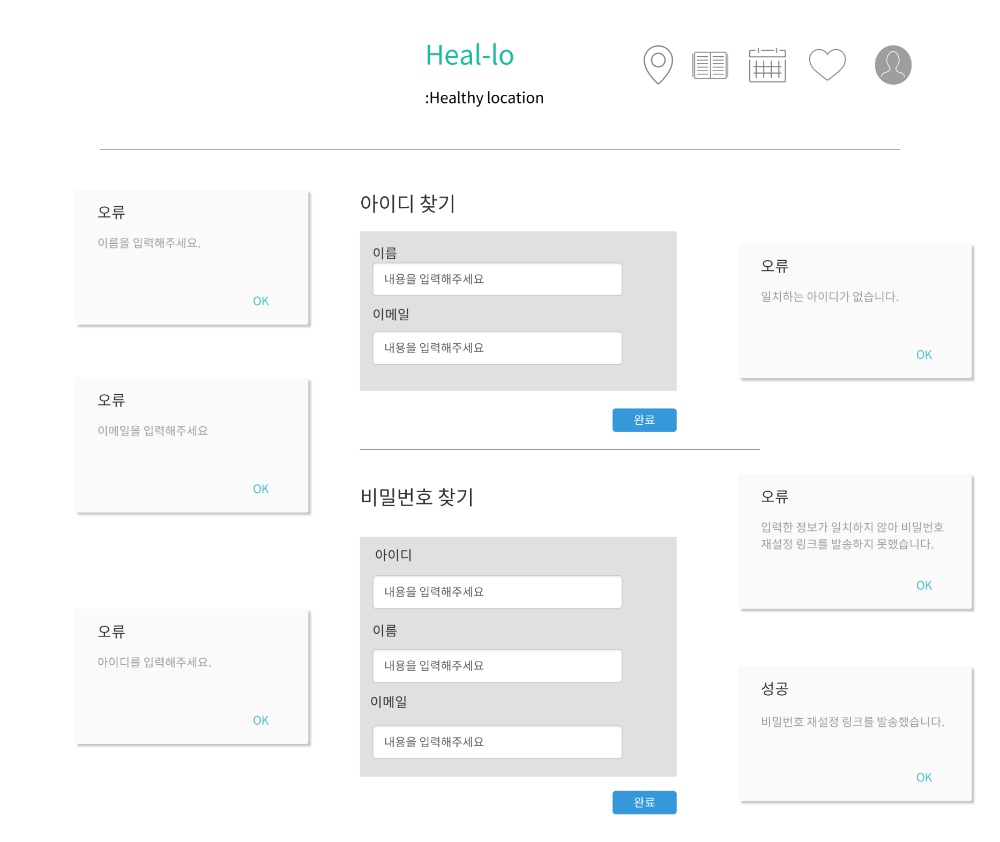 Heal-lo
:Healthy location
오류
이름을 입력해주세요.
OK
오류
이메일을 입력해주세요
OK
오류
아이디를 입력해주세요.
OK
아이디 찾기
이름
내용을 입력해주세요
이메일
내용을 입력해주세요
완료
비밀번호 찾기
아이디
내용을 입력해주세요
이름
내용을 입력해주세요
이메일
내용을 입력해주세요
완료
오류
일치하는 아이디가 없습니다.
OK
오류
입력한 정보가 일치하지 않아 비밀번호
재설정 링크를 발송하지 못했습니다.
OK
성공
비밀번호 재설정 링크를 발송했습니다.
OK